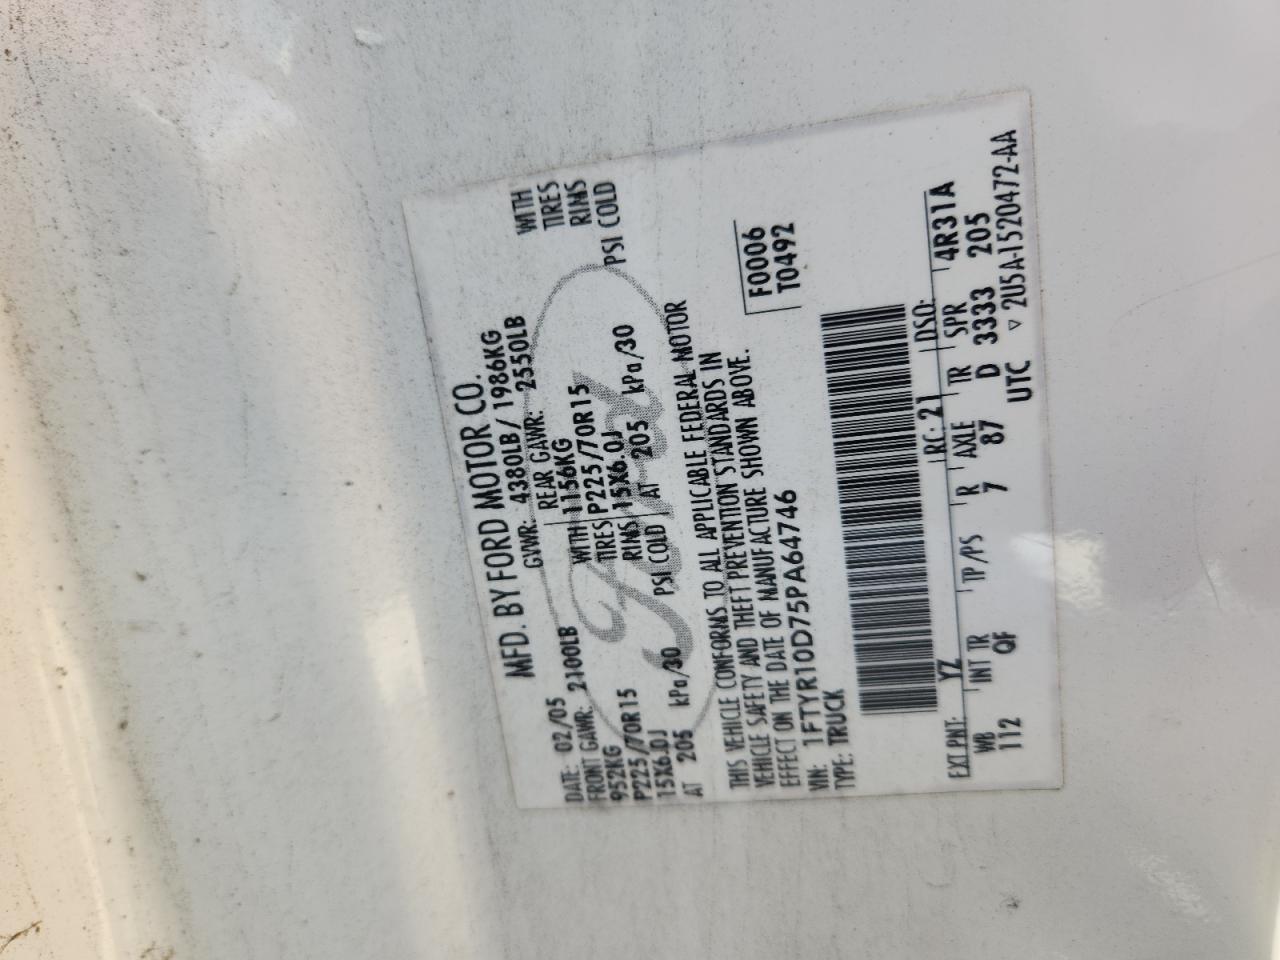 MFD. BY FORD MOTOR CO.
DATE: 02/05 GVWR: 4380LB/ 1986KG
FRONT GAWR: 2100LB REAR GAWR: 2550LB
952KG WITH 1156KG WITH
P225/70R15 TIRES P225/70R15 TIRES
15X6.0J RIMS 15X6.0J RIMS
AT 205 kPa/30 PSI COLD AT 205 kPa/30 PSI COLD
Ford
THIS VEHICLE CONFORMS TO ALL APPLICABLE FEDERAL MOTOR
VEHICLE SAFETY AND THEFT PREVENTION STANDARDS IN
EFFECT ON THE DATE OF MANUFACTURE SHOWN ABOVE.
VIN: 1FTYR10D75PA64746 F0006
TYPE: TRUCK T0492
EXT PNT: YZ RC: 21 DSO:
WB INT TR TP/PS R AXLE TR SPR 4R31A
112 QF 7 87 D 3333 205
UTC ▽ 2U5A-1520472-AA